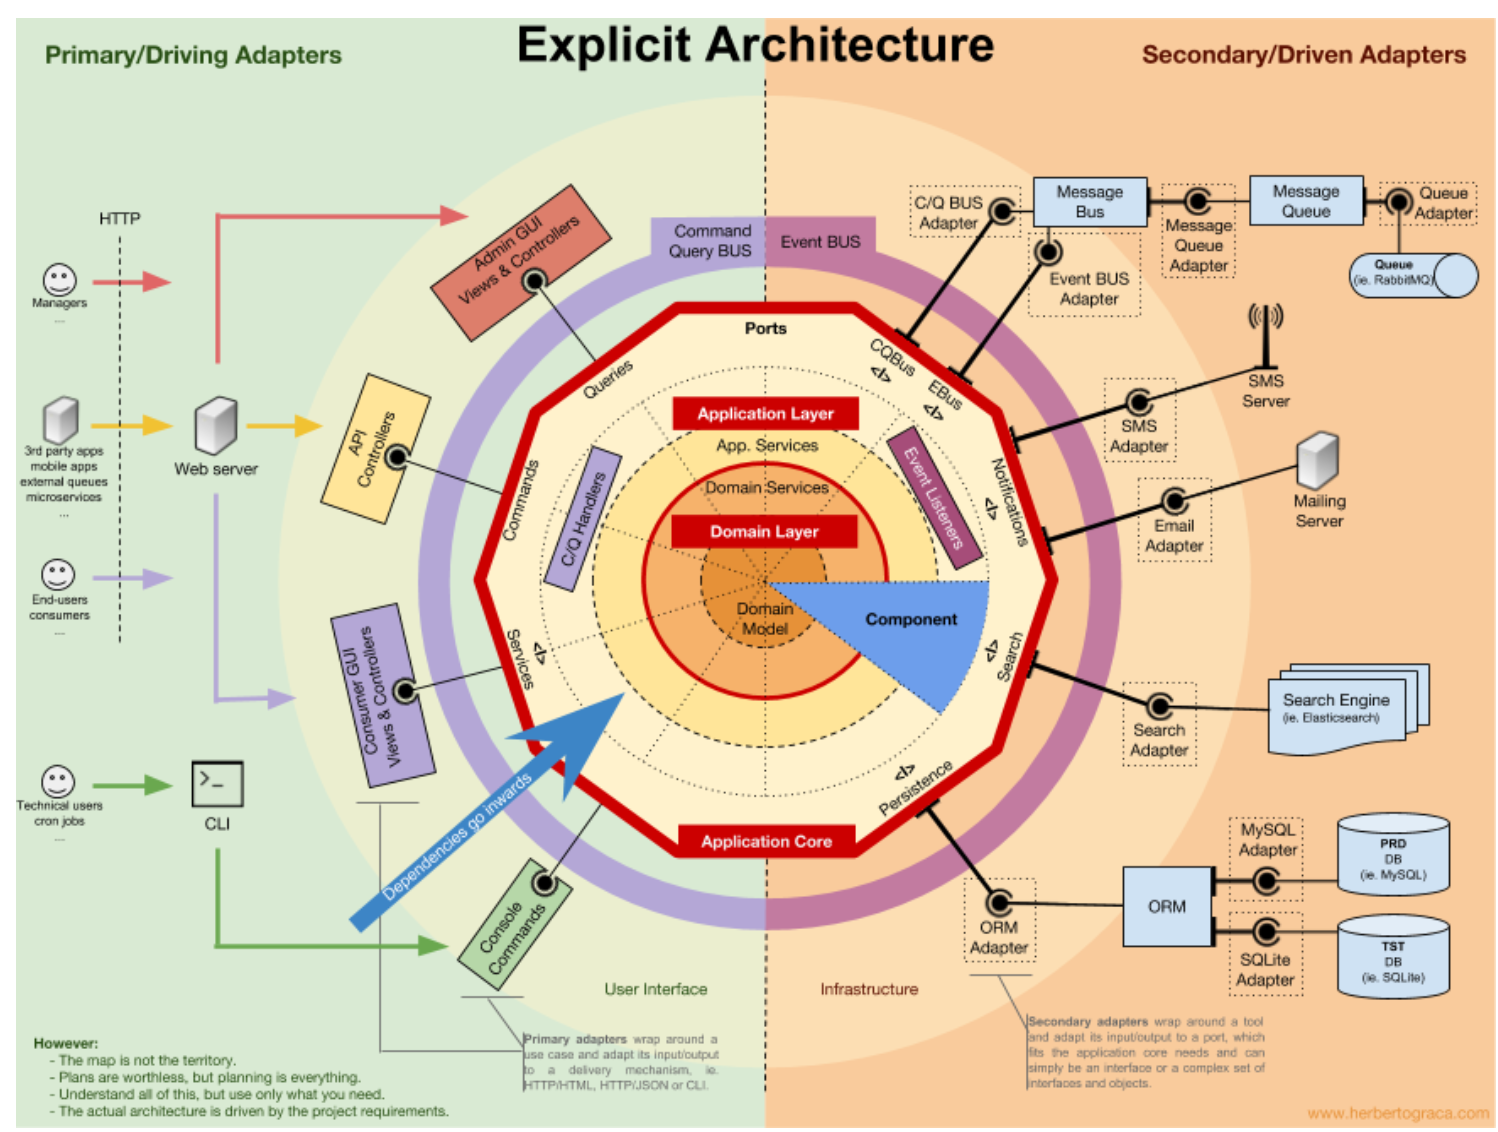 Explicit Architecture
Primary/Driving Adapters
Secondary/Driven Adapters
HTTP
Managers
...
3rd party apps
mobile apps
external queues
microservices
...
Web server
End-users
consumers
...
Technical users
cron jobs
...
CLI
Admin GUI
Views & Controllers
API
Controllers
Consumer GUI
Views & Controllers
Console
Commands
Command
Query BUS
Event BUS
Ports
Queries
Commands
Services
</>
CQBus
</>
EBus
</>
Notifications
</>
Search
</>
Persistence
</>
Application Layer
App. Services
Domain Services
Domain Layer
Domain
Model
C/Q Handlers
Event Listeners
Component
Application Core
Dependencies go inwards
User Interface
Infrastructure
C/Q BUS
Adapter
Message
Bus
Event BUS
Adapter
Message
Queue
Adapter
Message
Queue
Queue
Adapter
Queue
(ie. RabbitMQ)
SMS
Adapter
SMS
Server
Email
Adapter
Mailing
Server
Search
Adapter
Search Engine
(ie. Elasticsearch)
ORM
Adapter
ORM
MySQL
Adapter
PRD
DB
(ie. MySQL)
SQLite
Adapter
TST
DB
(ie. SQLite)
Primary adapters wrap around a
use case and adapt its input/output
to a delivery mechanism, ie.
HTTP/HTML, HTTP/JSON or CLI.
Secondary adapters wrap around a tool
and adapt its input/output to a port, which
fits the application core needs and can
simply be an interface or a complex set of
interfaces and objects.
However:
- The map is not the territory.
- Plans are worthless, but planning is everything.
- Understand all of this, but use only what you need.
- The actual architecture is driven by the project requirements.
www.herbertograca.com